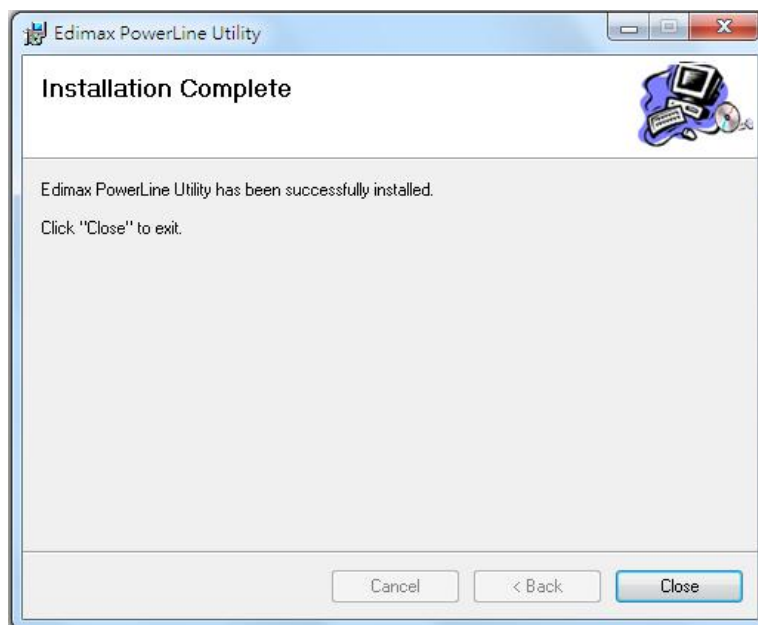 Edimax PowerLine Utility
Installation Complete
Edimax PowerLine Utility has been successfully installed.
Click "Close" to exit.
Cancel
< Back
Close